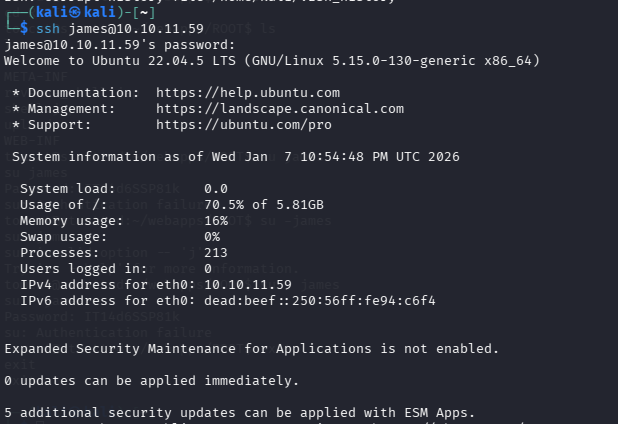 ┌──(kali㉿kali)-[~]
└─$ ssh james@10.10.11.59
james@10.10.11.59's password:
Welcome to Ubuntu 22.04.5 LTS (GNU/Linux 5.15.0-130-generic x86_64)
* Documentation:  https://help.ubuntu.com
* Management:     https://landscape.canonical.com
* Support:        https://ubuntu.com/pro
System information as of Wed Jan  7 10:54:48 PM UTC 2026
System load:           0.0
Usage of /:            70.5% of 5.81GB
Memory usage:          16%
Swap usage:            0%
Processes:             213
Users logged in:       0
IPv4 address for eth0: 10.10.11.59
IPv6 address for eth0: dead:beef::250:56ff:fe94:c6f4
Expanded Security Maintenance for Applications is not enabled.
0 updates can be applied immediately.
5 additional security updates can be applied with ESM Apps.